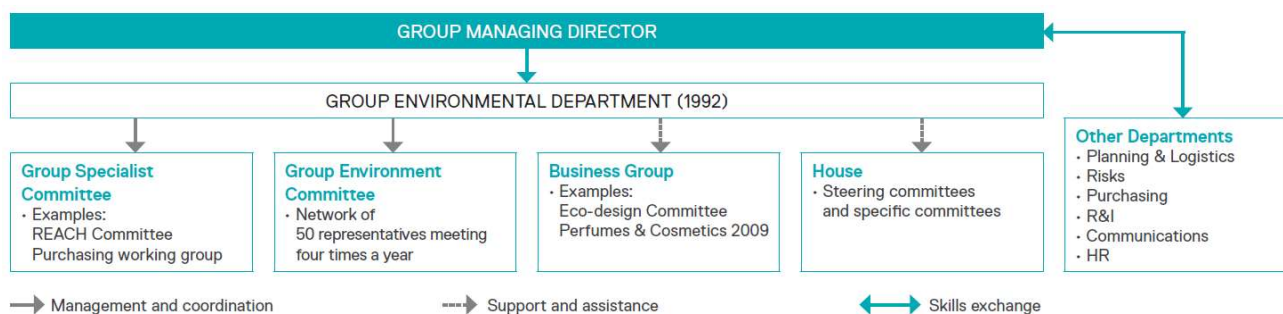 GROUP MANAGING DIRECTOR
GROUP ENVIRONMENTAL DEPARTMENT (1992)
Group Specialist
Committee
· Examples:
REACH Committee
Purchasing working group
Group Environment
Committee
· Network of
50 representatives meeting
four times a year
Business Group
· Examples:
Eco-design Committee
Perfumes & Cosmetics 2009
House
· Steering committees
and specific committees
Other Departments
· Planning & Logistics
· Risks
· Purchasing
· R&I
· Communications
· HR
Management and coordination
Support and assistance
Skills exchange